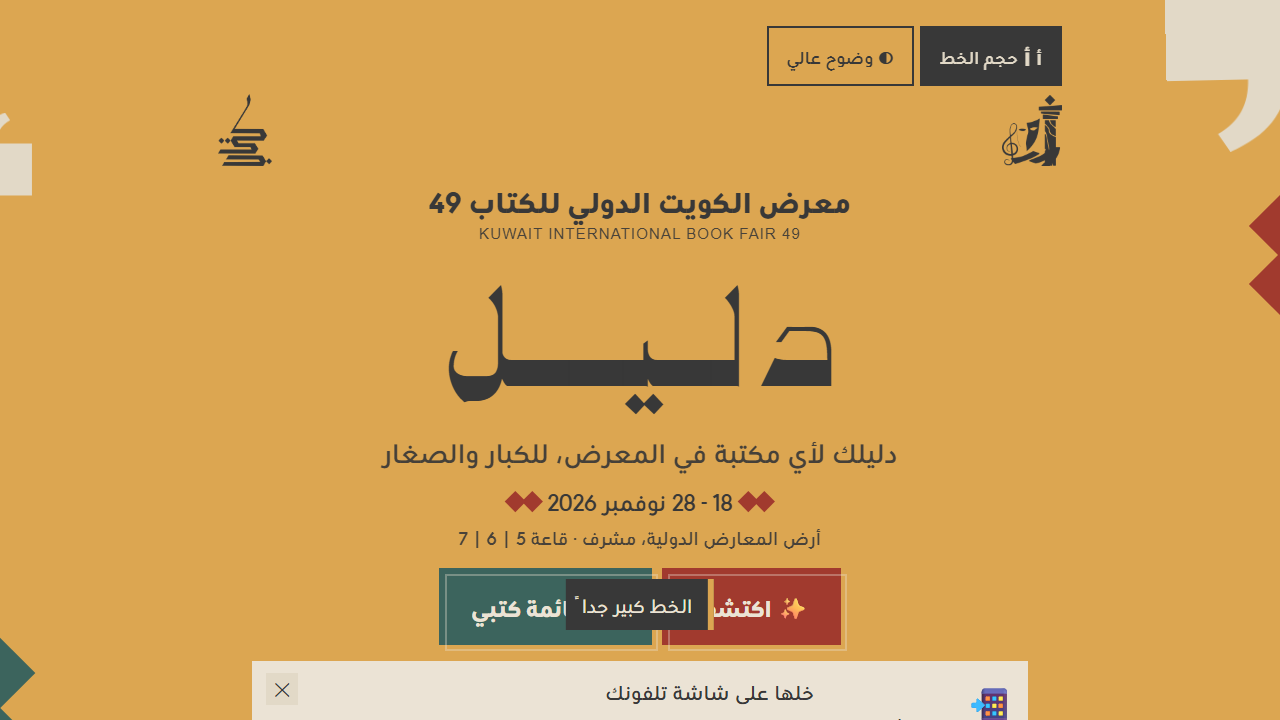 أ أ حجم الخط
وضوح عالي
معرض الكويت الدولي للكتاب 49
KUWAIT INTERNATIONAL BOOK FAIR 49
دليل
دليلك لأي مكتبة في المعرض، للكبار والصغار
18 - 28 نوفمبر 2026
أرض المعارض الدولية، مشرف · قاعة 5 | 6 | 7
كتبي
الخط كبير جداً
خلها على شاشة تلفونك